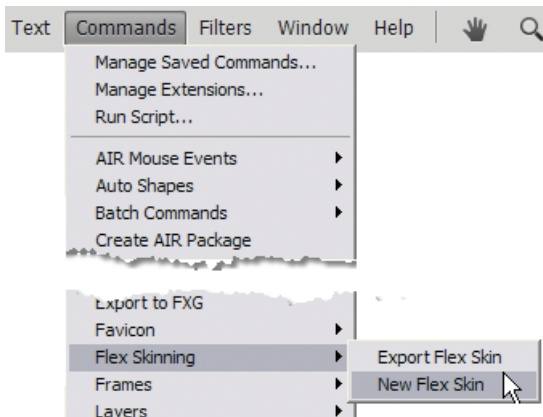 Text Commands Filters Window Help
Manage Saved Commands...
Manage Extensions...
Run Script...
AIR Mouse Events
Auto Shapes
Batch Commands
Create AIR Package
Export to FXG
Favicon
Flex Skinning
Export Flex Skin
Frames
New Flex Skin
Layers